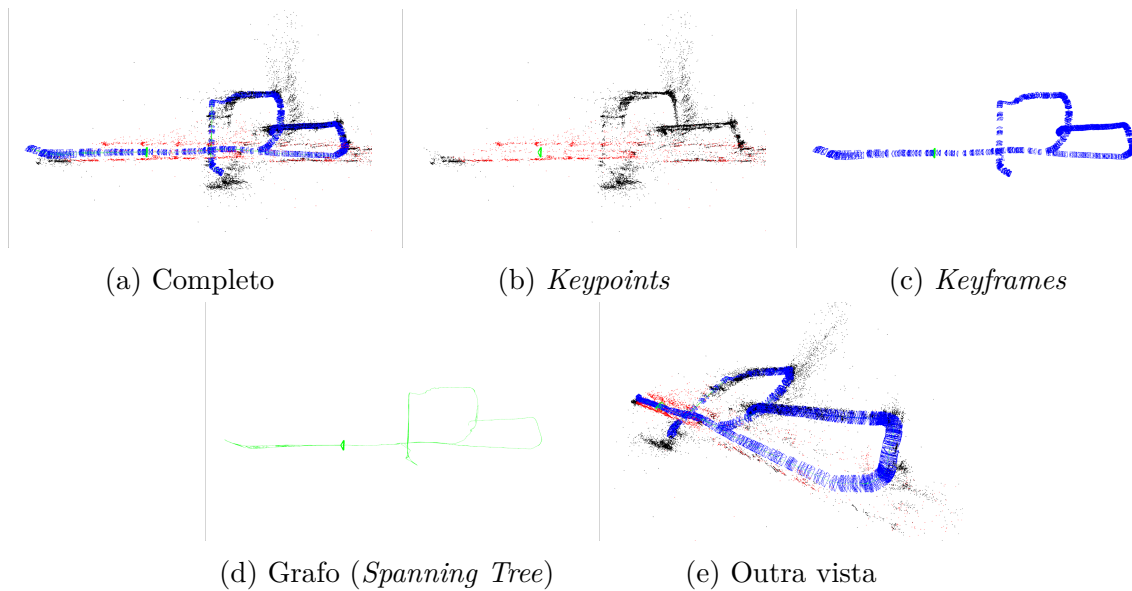 (a) Completo
(b) Keypoints
(c) Keyframes
(d) Grafo (Spanning Tree)
(e) Outra vista